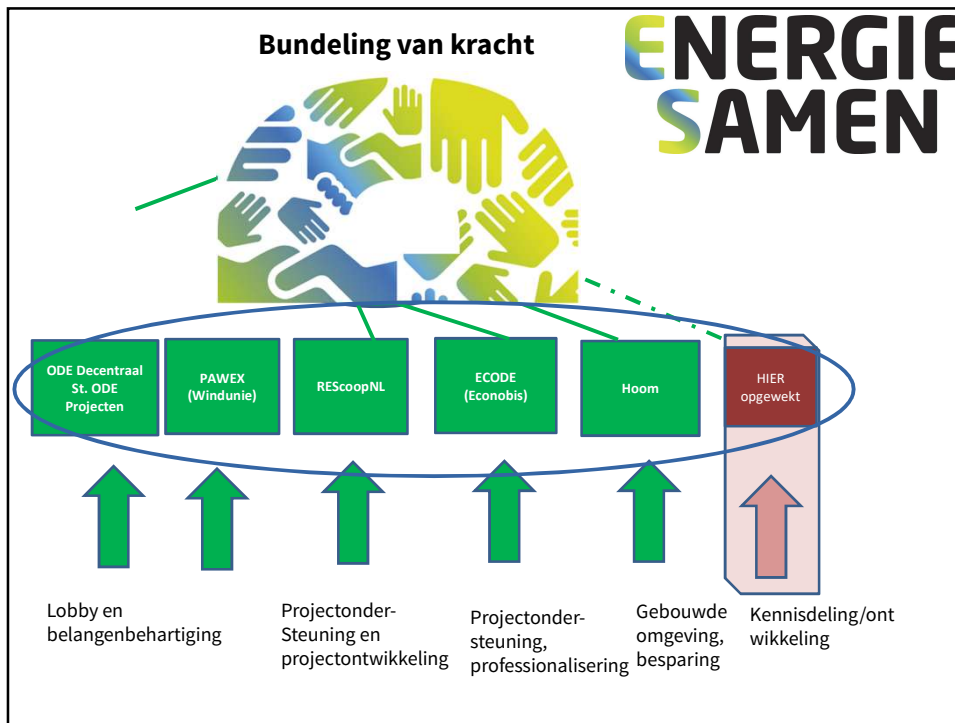 Bundeling van kracht
ENERGIE
SAMEN
ODE Decentraal
St. ODE
Projecten
PAWEX
(Windunie)
REScoopNL
ECODE
(Econobis)
Hoom
HIER
opgewekt
Lobby en
belangenbehartiging
Projectonder-
Steuning en
projectontwikkeling
Projectonder-
steuning,
professionalisering
Gebouwde
omgeving,
besparing
Kennisdeling/ont
wikkeling